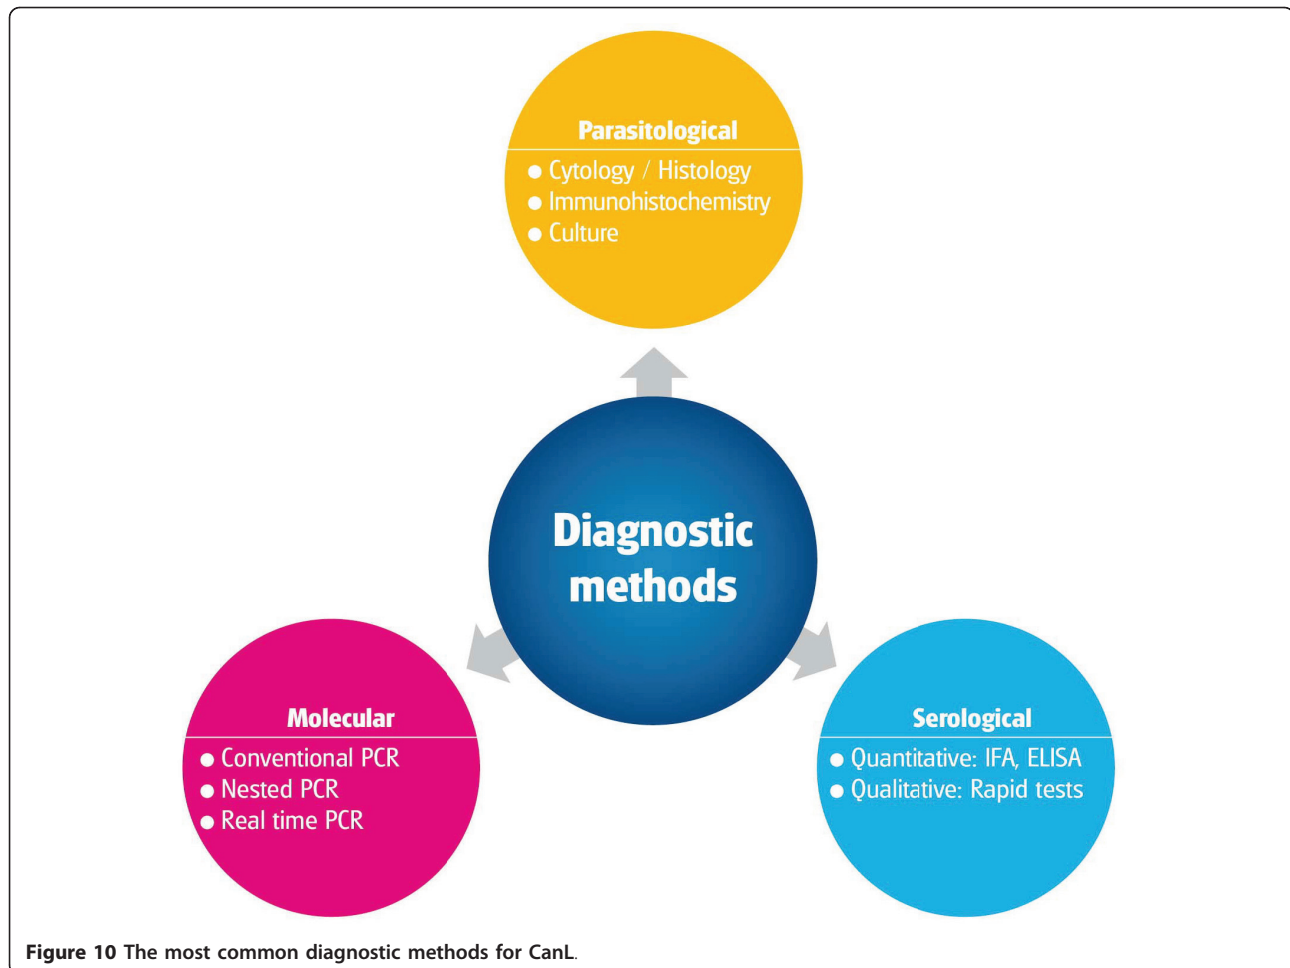 Parasitological
● Cytology / Histology
● Immunohistochemistry
● Culture
Diagnostic
methods
Molecular
● Conventional PCR
● Nested PCR
● Real time PCR
Serological
● Quantitative: IFA, ELISA
● Qualitative: Rapid tests
Figure 10 The most common diagnostic methods for CanL.